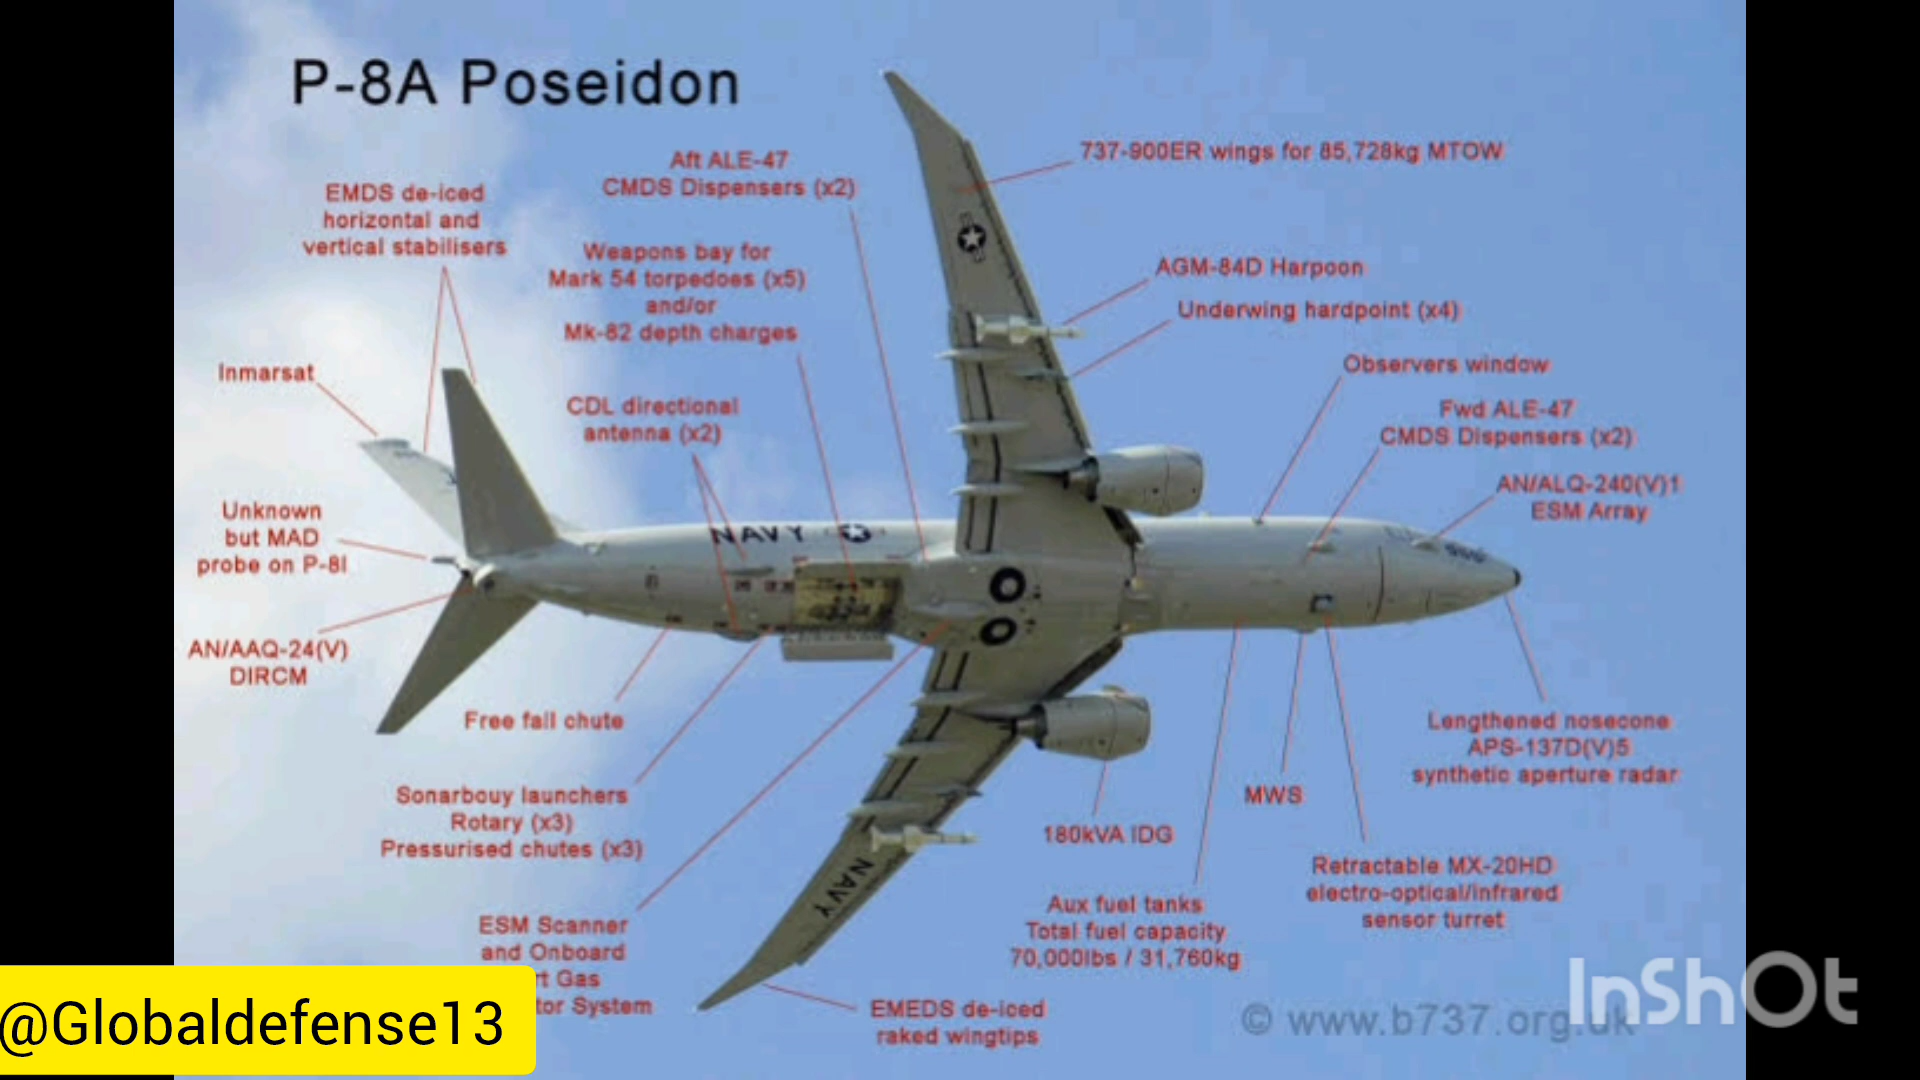 P-8A Poseidon
737-900ER wings for 85,728kg MTOW
Aft ALE-47
CMDS Dispensers (x2)
EMDS de-iced
horizontal and
vertical stabilisers
Weapons bay for
Mark 54 torpedoes (x5)
and/or
Mk-82 depth charges
AGM-84D Harpoon
Underwing hardpoint (x4)
Observers window
Inmarsat
CDL directional
antenna (x2)
Fwd ALE-47
CMDS Dispensers (x2)
AN/ALQ-240(V)1
ESM Array
Unknown
but MAD
probe on P-8I
NAVY
AN/AAQ-24(V)
DIRCM
Free fall chute
Lengthened nosecone
APS-137D(V)5
synthetic aperture radar
Sonarbouy launchers
Rotary (x3)
Pressurised chutes (x3)
MWS
180kVA IDG
Retractable MX-20HD
electro-optical/infrared
sensor turret
NAVY
Aux fuel tanks
Total fuel capacity
70,000lbs / 31,760kg
ESM Scanner
and Onboard
Gas
System
EMEDS de-iced
raked wingtips
© www.b737.org.uk
InShOt
@Globaldefense13